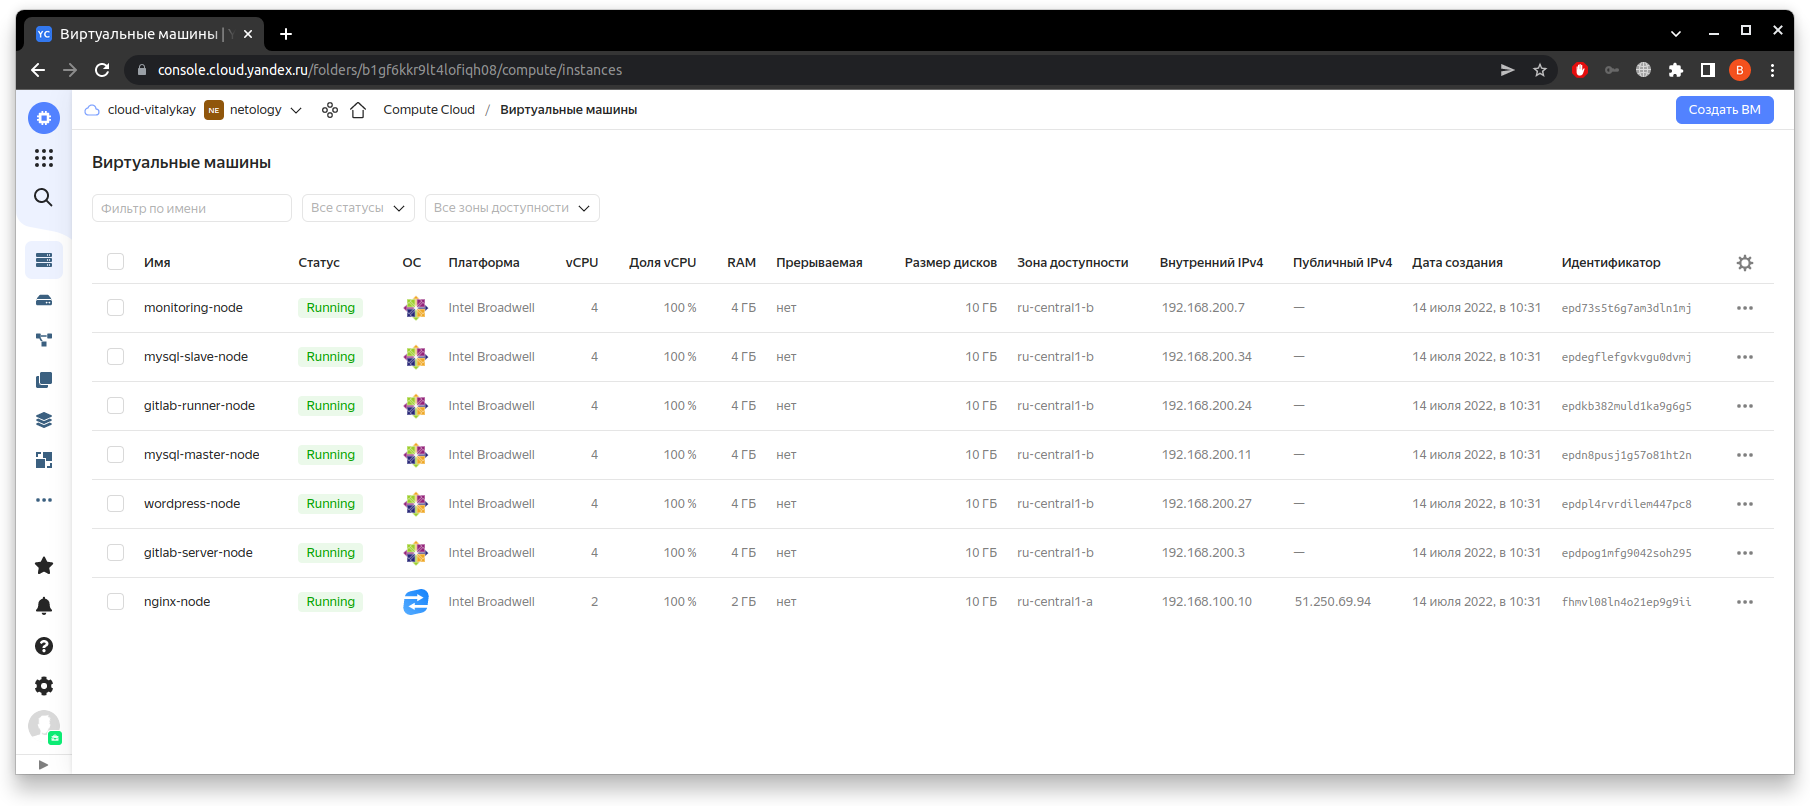 YC Виртуальные машины |
console.cloud.yandex.ru/folders/b1gf6kkr9lt4lofiqh08/compute/instances
B
cloud-vitalykay NE netology Compute Cloud / Виртуальные машины
Создать ВМ
Виртуальные машины
Фильтр по имени Все статусы Все зоны доступности
Имя Статус ОС Платформа vCPU Доля vCPU RAM Прерываемая Размер дисков Зона доступности Внутренний IPv4 Публичный IPv4 Дата создания Идентификатор
monitoring-node Running Intel Broadwell 4 100 % 4 ГБ нет 10 ГБ ru-central1-b 192.168.200.7 — 14 июля 2022, в 10:31 epd73s5t6g7am3dln1mj
mysql-slave-node Running Intel Broadwell 4 100 % 4 ГБ нет 10 ГБ ru-central1-b 192.168.200.34 — 14 июля 2022, в 10:31 epdegflefgvkvgu0dvmj
gitlab-runner-node Running Intel Broadwell 4 100 % 4 ГБ нет 10 ГБ ru-central1-b 192.168.200.24 — 14 июля 2022, в 10:31 epdkb382muld1ka9g6g5
mysql-master-node Running Intel Broadwell 4 100 % 4 ГБ нет 10 ГБ ru-central1-b 192.168.200.11 — 14 июля 2022, в 10:31 epdn8pusj1g57o81ht2n
wordpress-node Running Intel Broadwell 4 100 % 4 ГБ нет 10 ГБ ru-central1-b 192.168.200.27 — 14 июля 2022, в 10:31 epdpl4rvrdilem447pc8
gitlab-server-node Running Intel Broadwell 4 100 % 4 ГБ нет 10 ГБ ru-central1-b 192.168.200.3 — 14 июля 2022, в 10:31 epdpog1mfg9042soh295
nginx-node Running Intel Broadwell 2 100 % 2 ГБ нет 10 ГБ ru-central1-a 192.168.100.10 51.250.69.94 14 июля 2022, в 10:31 fhmvl08ln4o21ep9g9ii